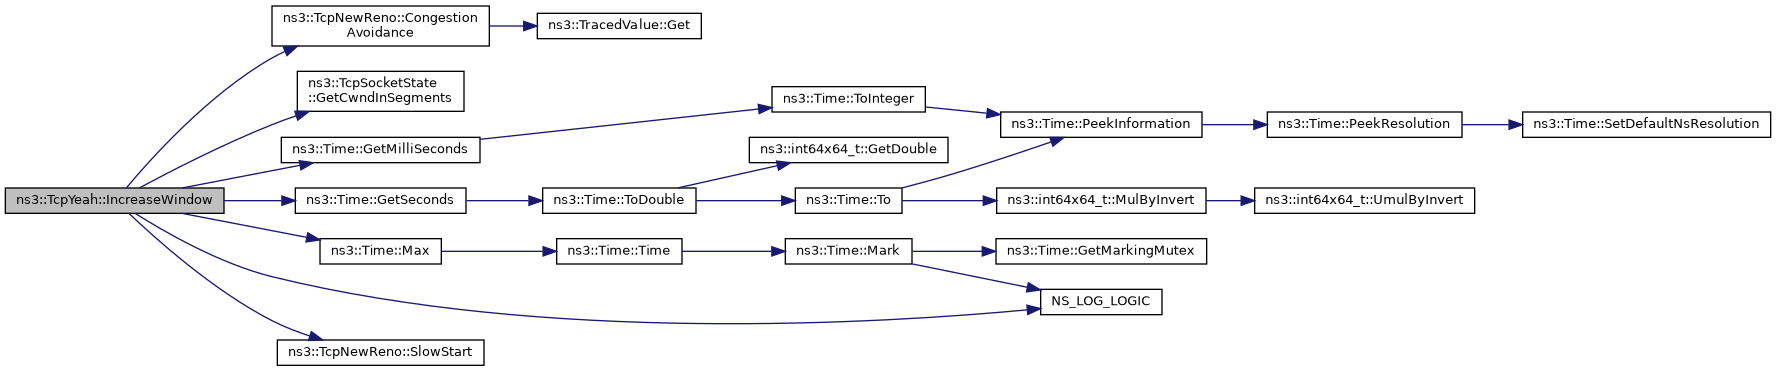 ns3::TcpNewReno::Congestion
Avoidance
ns3::TracedValue::Get
ns3::TcpSocketState
::GetCwndInSegments
ns3::Time::ToInteger
ns3::Time::PeekInformation
ns3::Time::PeekResolution
ns3::Time::SetDefaultNsResolution
ns3::Time::GetMilliSeconds
ns3::int64x64_t::GetDouble
ns3::TcpYeah::IncreaseWindow
ns3::Time::GetSeconds
ns3::Time::ToDouble
ns3::Time::To
ns3::int64x64_t::MulByInvert
ns3::int64x64_t::UmulByInvert
ns3::Time::Max
ns3::Time::Time
ns3::Time::Mark
ns3::Time::GetMarkingMutex
NS_LOG_LOGIC
ns3::TcpNewReno::SlowStart